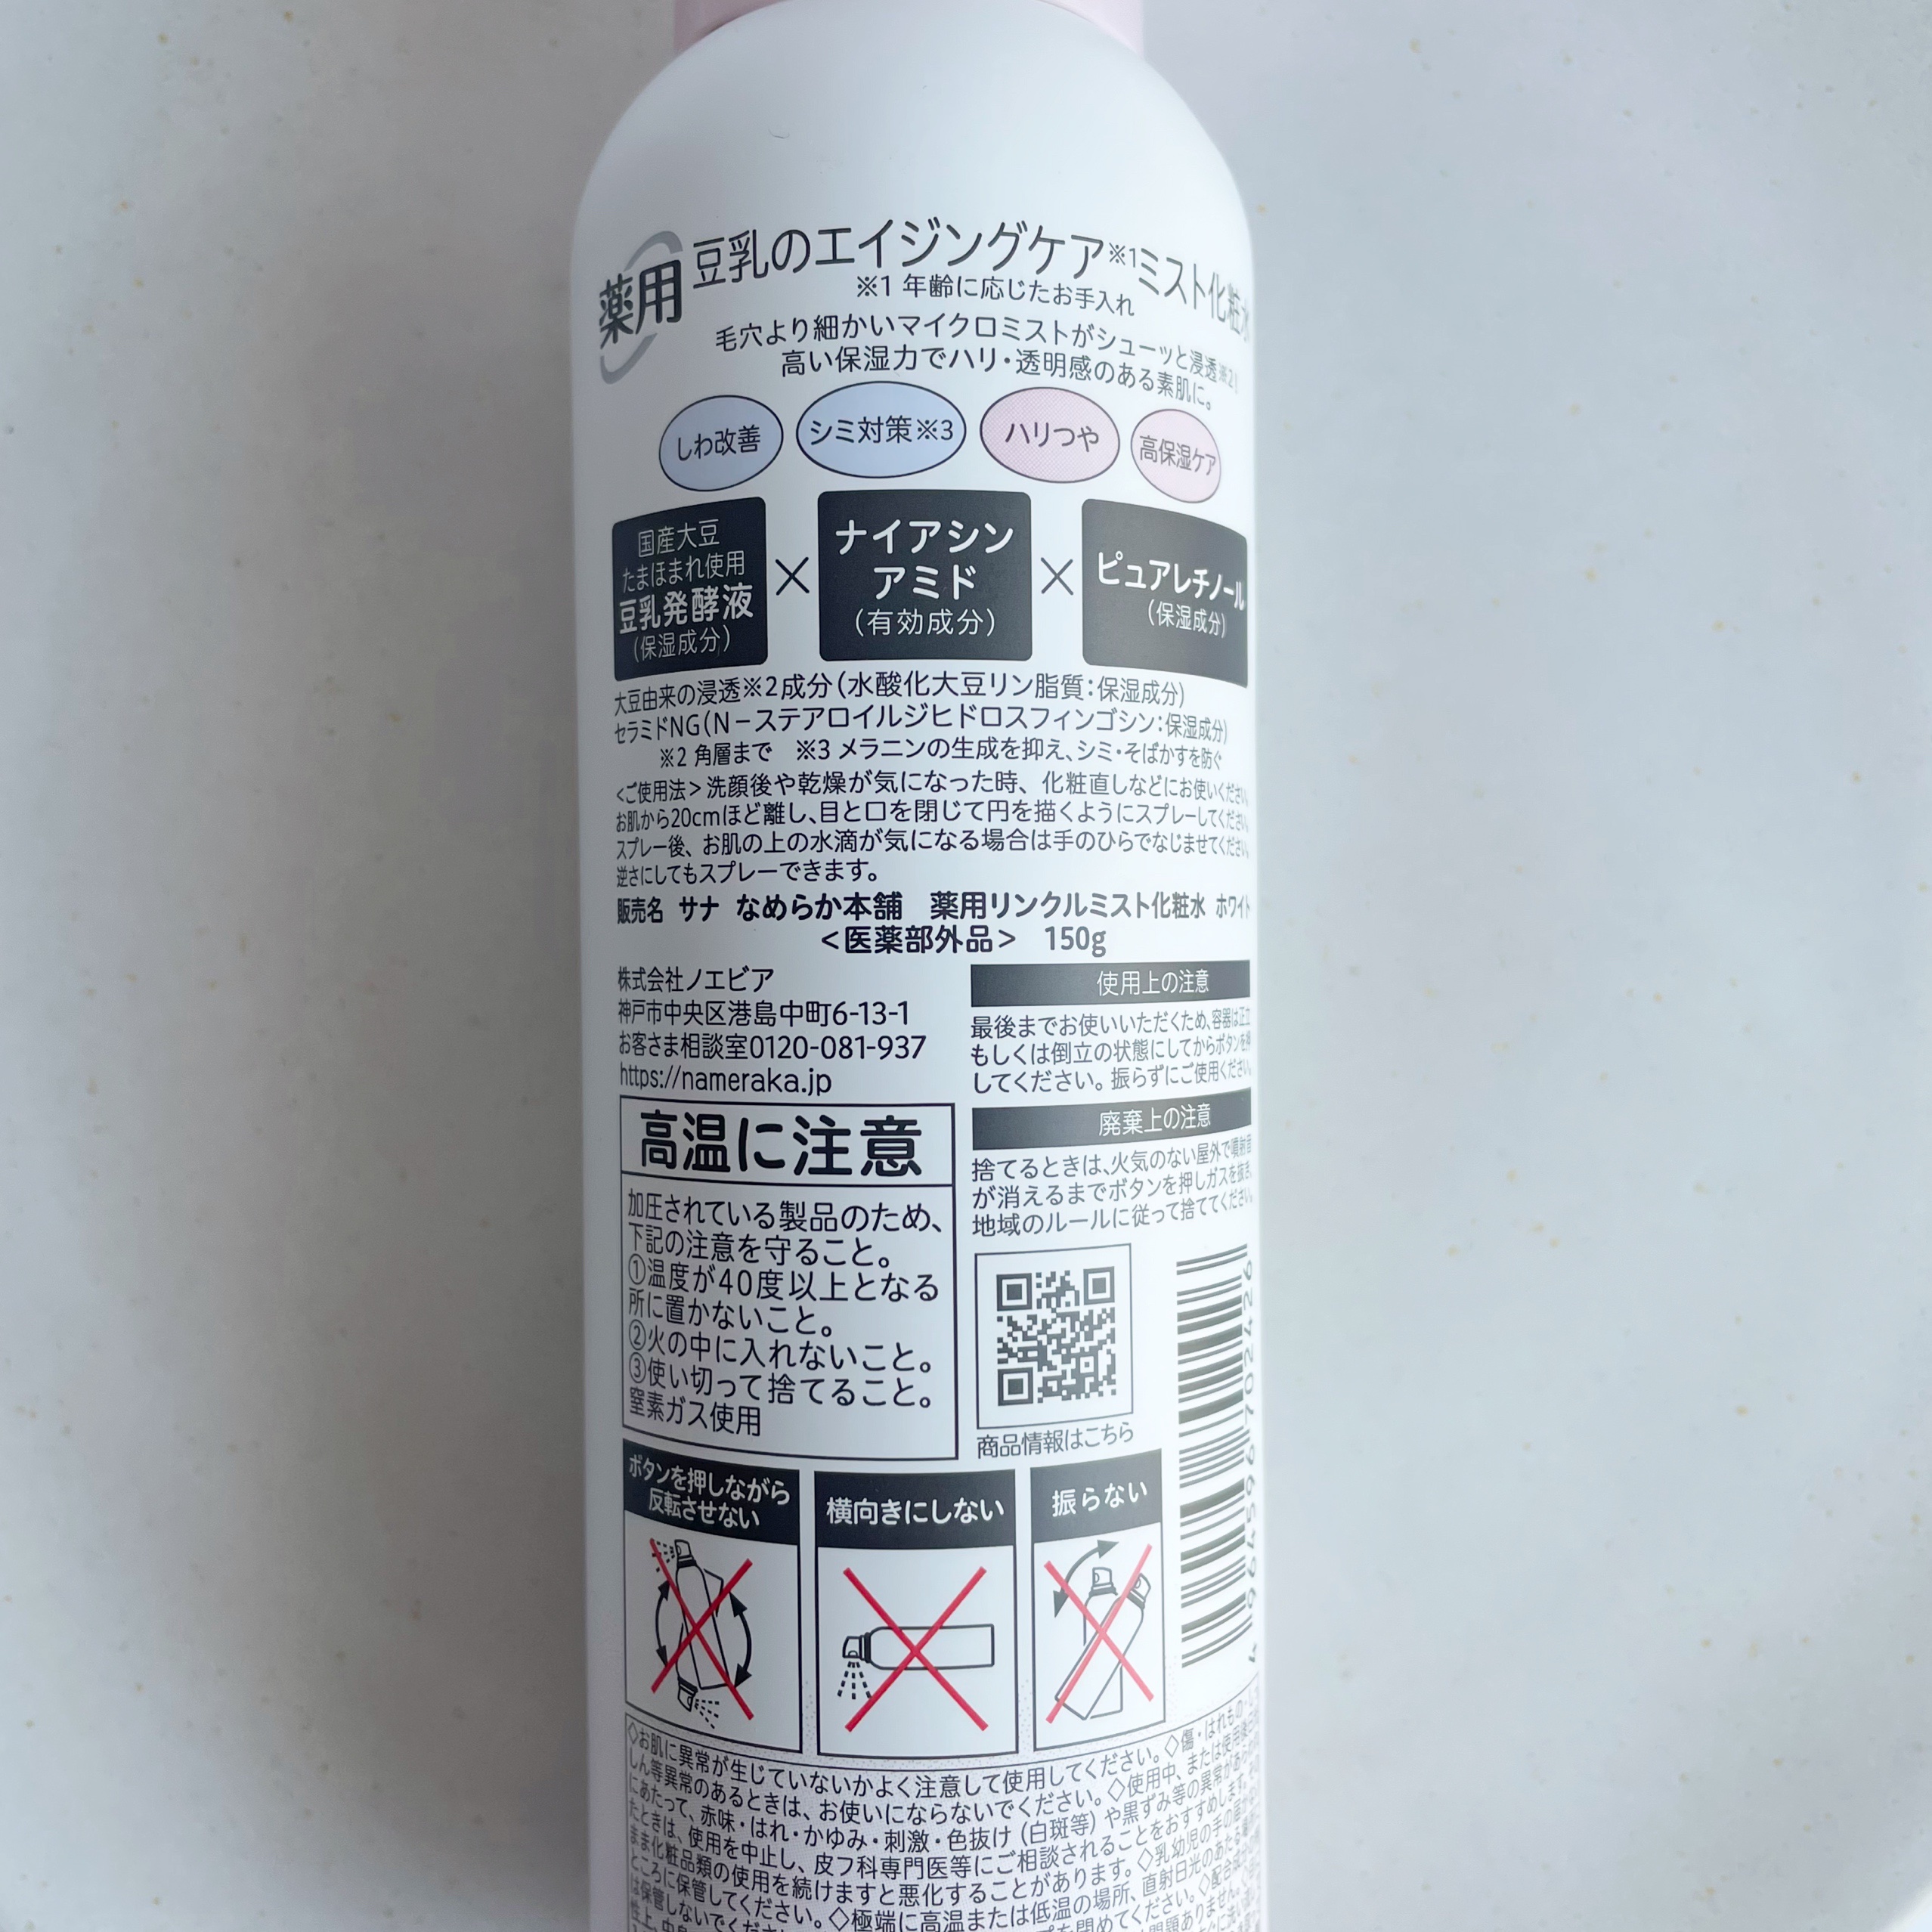 薬用
豆乳のエイジングケア※1ミスト化粧水
※1 年齢に応じたお手入れ
毛穴より細かいマイクロミストがシューッと浸透※2!
高い保湿力でハリ・透明感のある素肌に。
しわ改善 シミ対策※3 ハリつや 高保湿ケア
国産大豆
たまほまれ使用
豆乳発酵液
(保湿成分)
×
ナイアシン
アミド
(有効成分)
×
ピュアレチノール
(保湿成分)
大豆由来の浸透※2成分(水酸化大豆リン脂質:保湿成分)
セラミドNG(N－ステアロイルジヒドロスフィンゴシン:保湿成分)
※2 角層まで ※3 メラニンの生成を抑え、シミ・そばかすを防ぐ
<ご使用法>洗顔後や乾燥が気になった時、化粧直しなどにお使いください。
お肌から20cmほど離し、目と口を閉じて円を描くようにスプレーしてください。
スプレー後、お肌の上の水滴が気になる場合は手のひらでなじませてください。
逆さにしてもスプレーできます。
販売名 サナ なめらか本舗 薬用リンクルミスト化粧水 ホワイト
<医薬部外品> 150g
株式会社ノエビア
神戸市中央区港島中町6-13-1
お客さま相談室0120-081-937
https://nameraka.jp
使用上の注意
最後までお使いいただくため、容器は正立
もしくは倒立の状態にしてからボタンを押
してください。振らずにご使用ください。
廃棄上の注意
捨てるときは、火気のない屋外で噴射音
が消えるまでボタンを押しガスを抜き、
地域のルールに従って捨ててください。
高温に注意
加圧されている製品のため、
下記の注意を守ること。
①温度が40度以上となる
所に置かないこと。
②火の中に入れないこと。
③使い切って捨てること。
窒素ガス使用
商品情報はこちら
4964596702426
ボタンを押しながら
反転させない
横向きにしない
振らない
◇お肌に異常が生じていないかよく注意して使用してください。◇傷・はれもの・
しん等異常のあるときは、お使いにならないでください。◇使用中、または使用後日光
にあたって、赤味・はれ・かゆみ・刺激・色抜け(白斑等)や黒ずみ等の異常があ
たときは、使用を中止し、皮フ科専門医等にご相談されることをおすすめします。
まま化粧品類の使用を続けますと悪化することがあります。◇乳幼児の手の届
ところに保管してください。◇極端に高温または低温の場所、直射日光のあたる
は保管しないでください